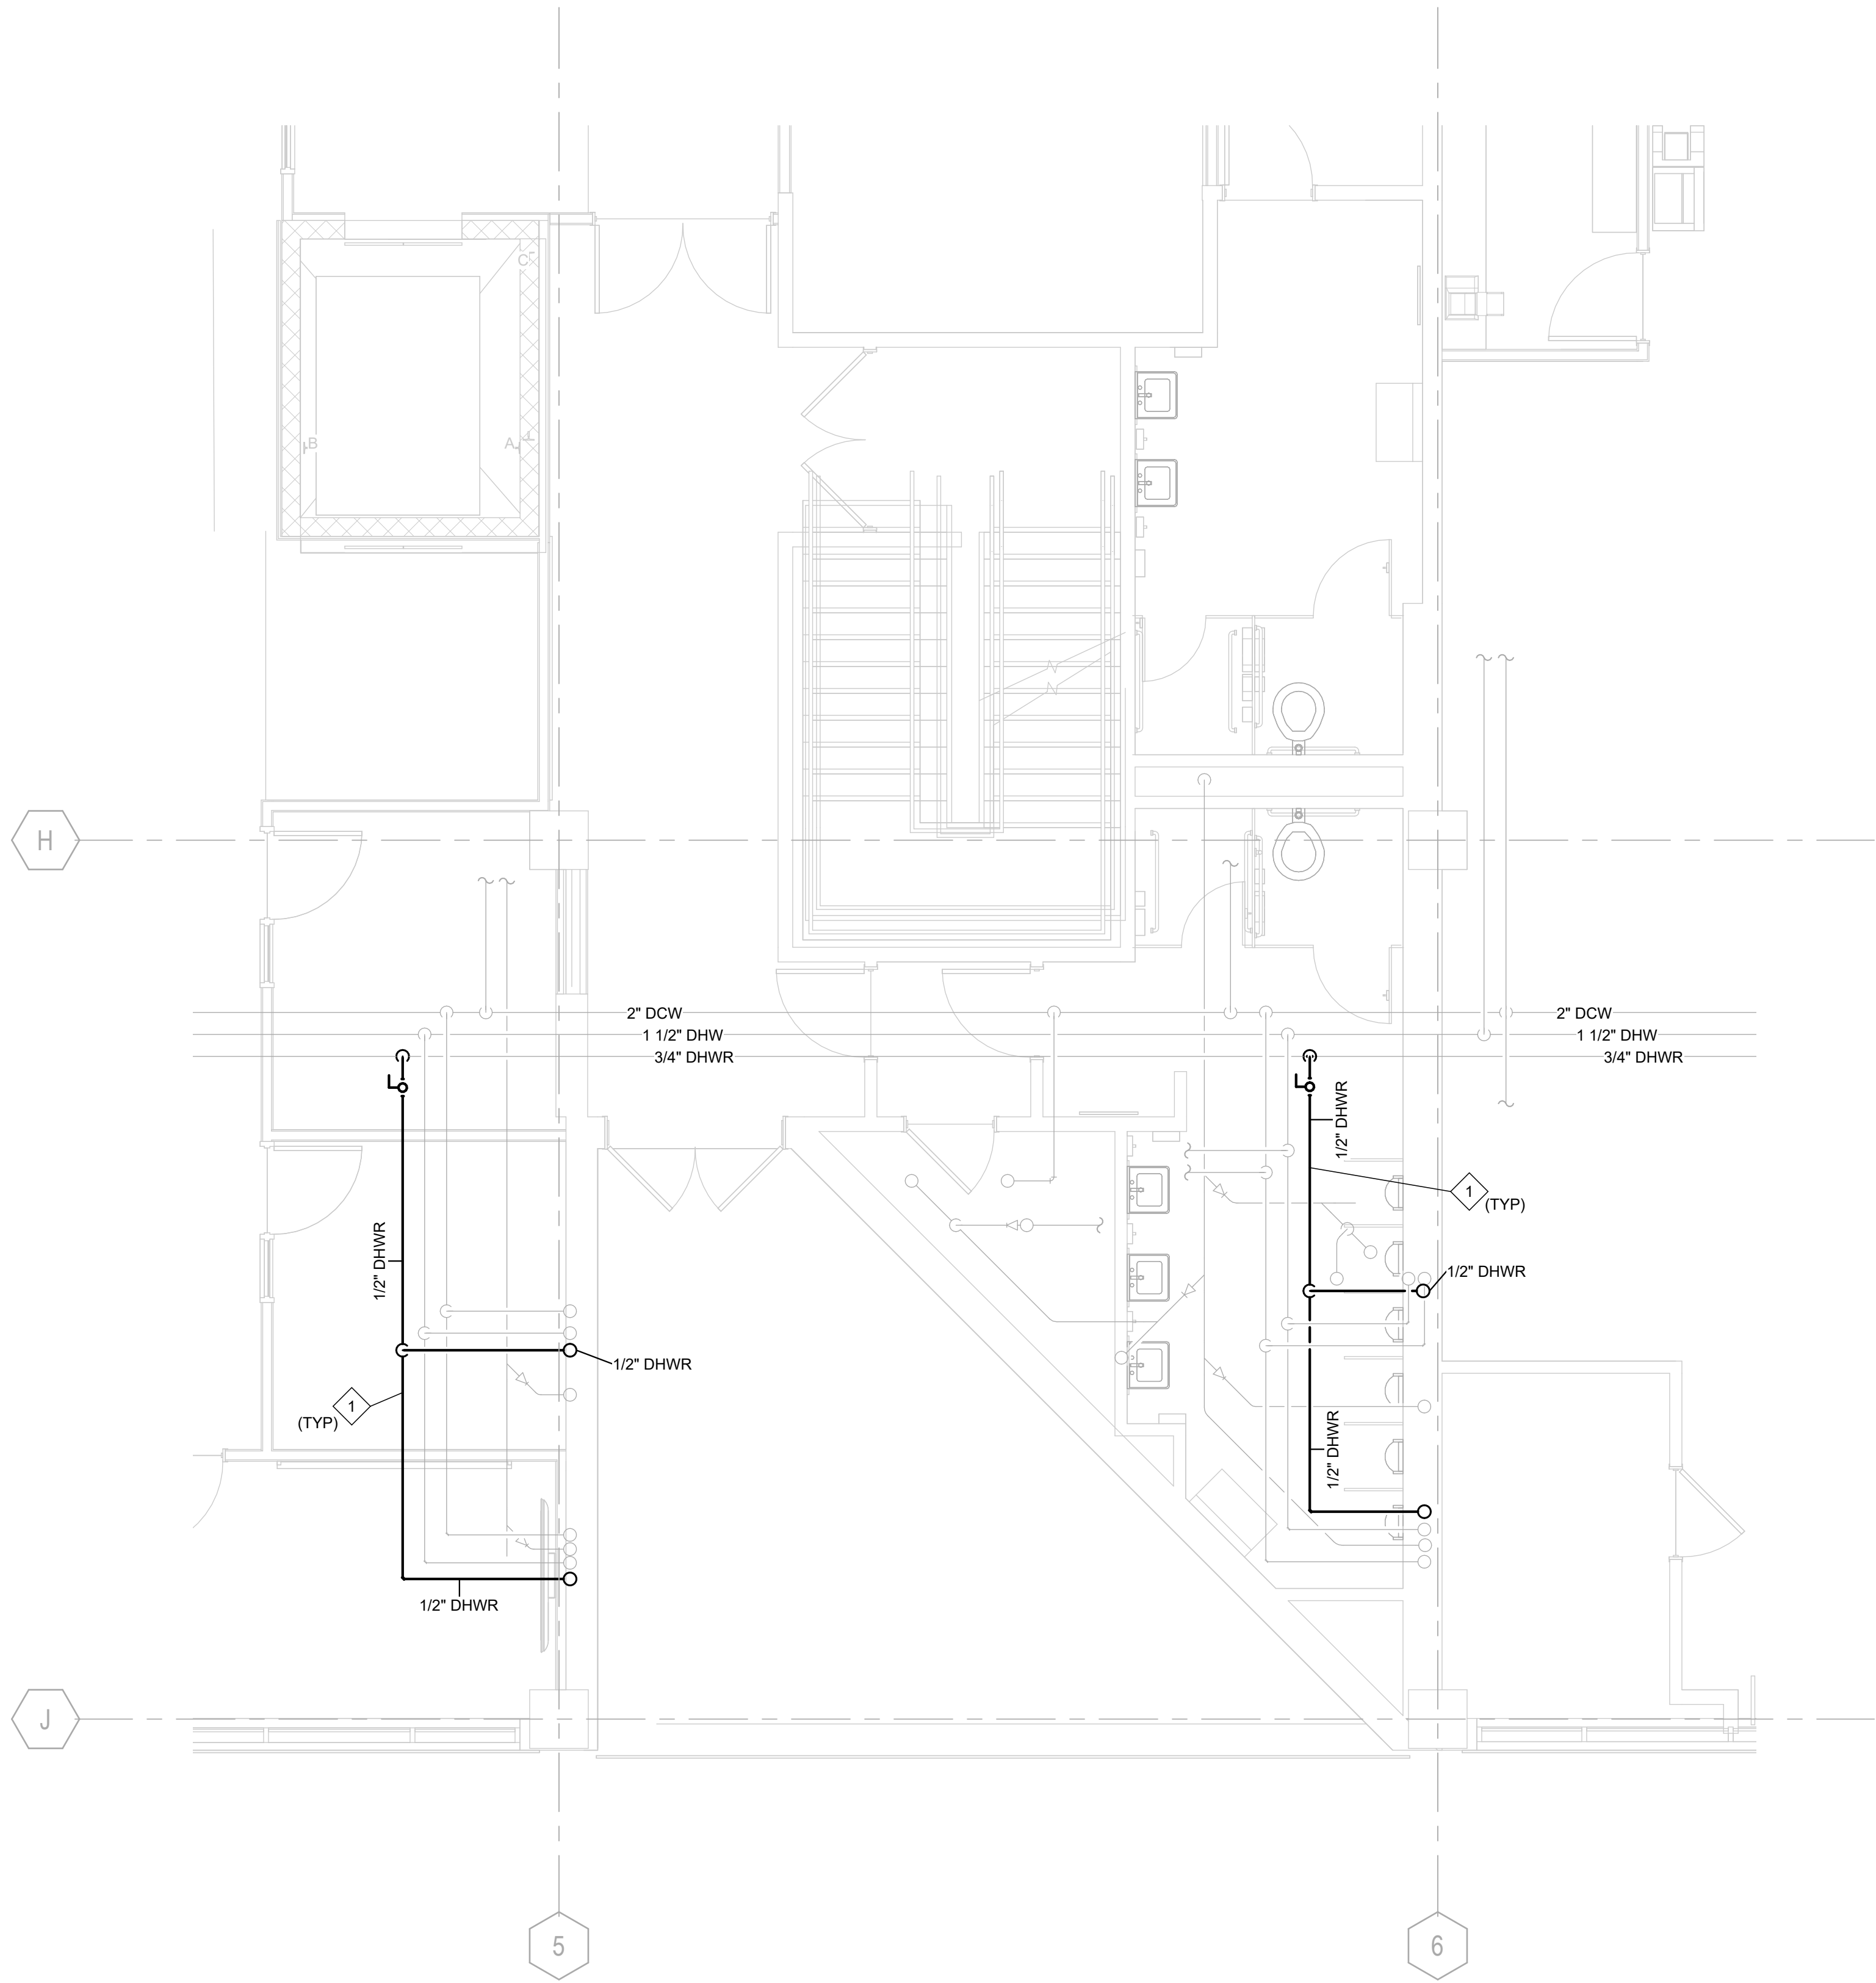 C
B
A
H
2" DCW
2" DCW
1 1/2" DHW
1 1/2" DHW
3/4" DHWR
3/4" DHWR
1/2" DHWR
1
(TYP)
1/2" DHWR
1/2" DHWR
1/2" DHWR
1
(TYP)
1/2" DHWR
1/2" DHWR
J
5
6